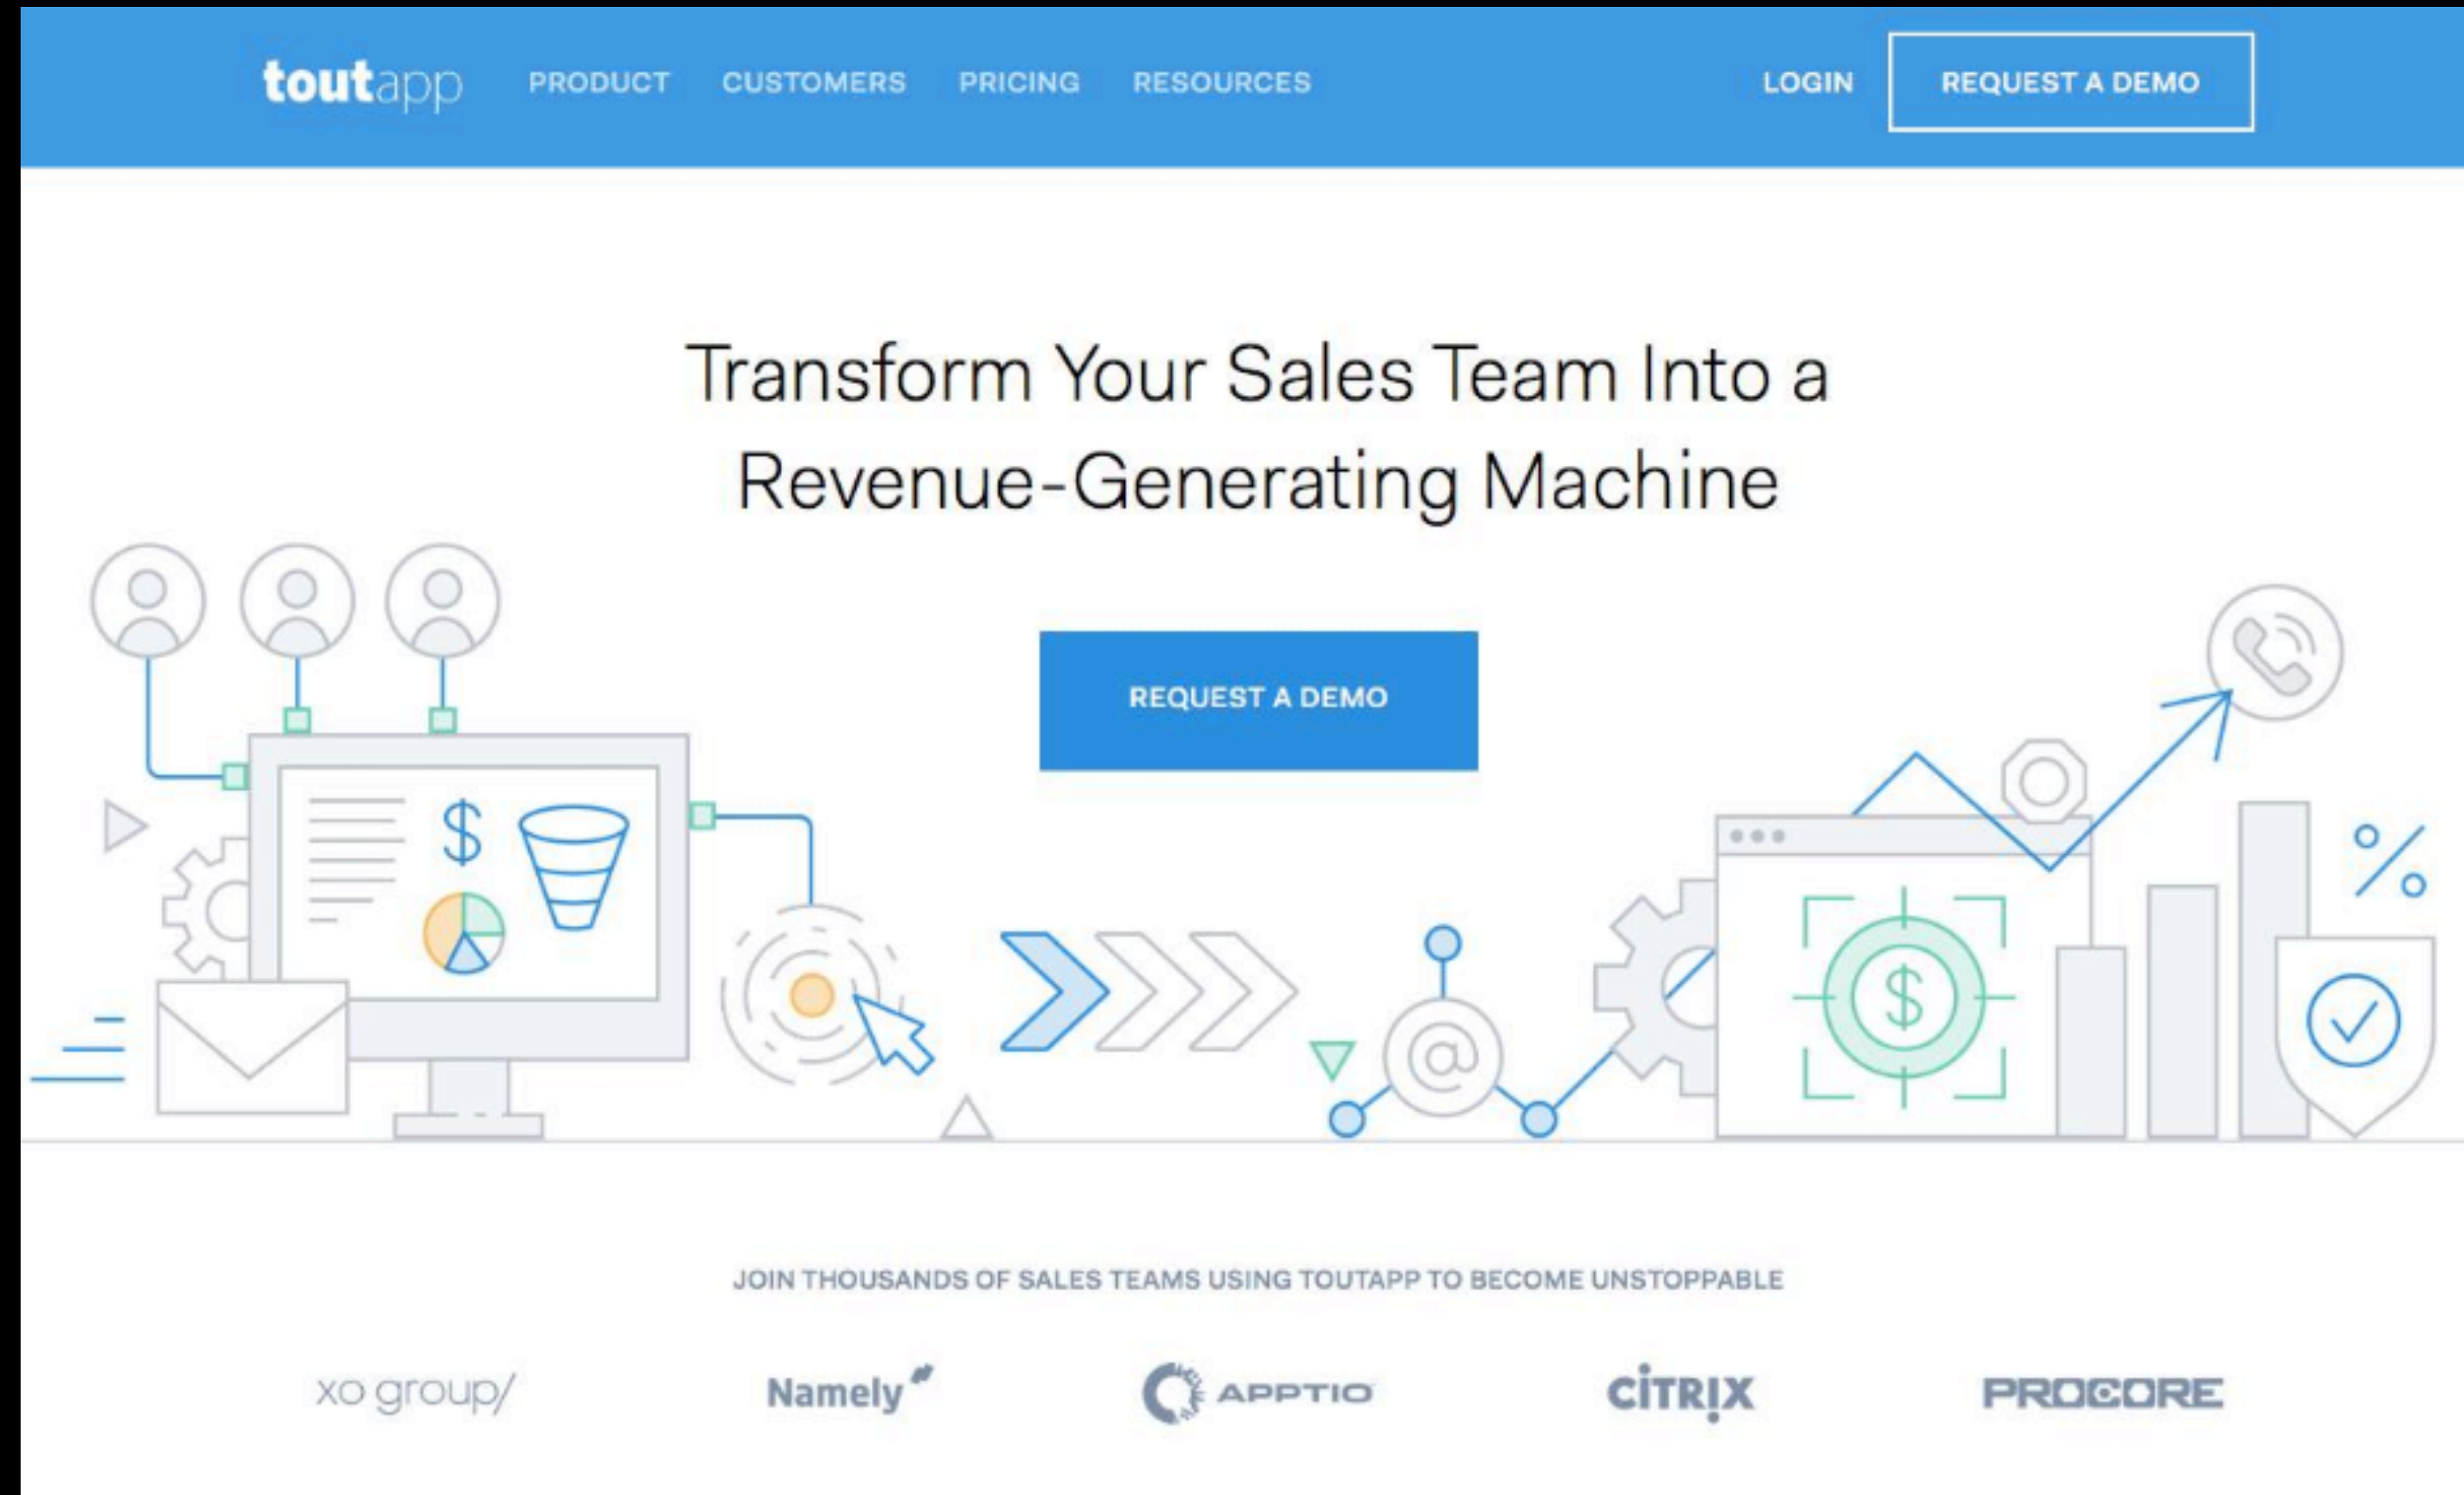 toutapp PRODUCT CUSTOMERS PRICING RESOURCES LOGIN REQUEST A DEMO
Transform Your Sales Team Into a
Revenue-Generating Machine
REQUEST A DEMO
$
@
$
%
JOIN THOUSANDS OF SALES TEAMS USING TOUTAPP TO BECOME UNSTOPPABLE
xo group/ Namely APPTIO CITRIX PROCORE